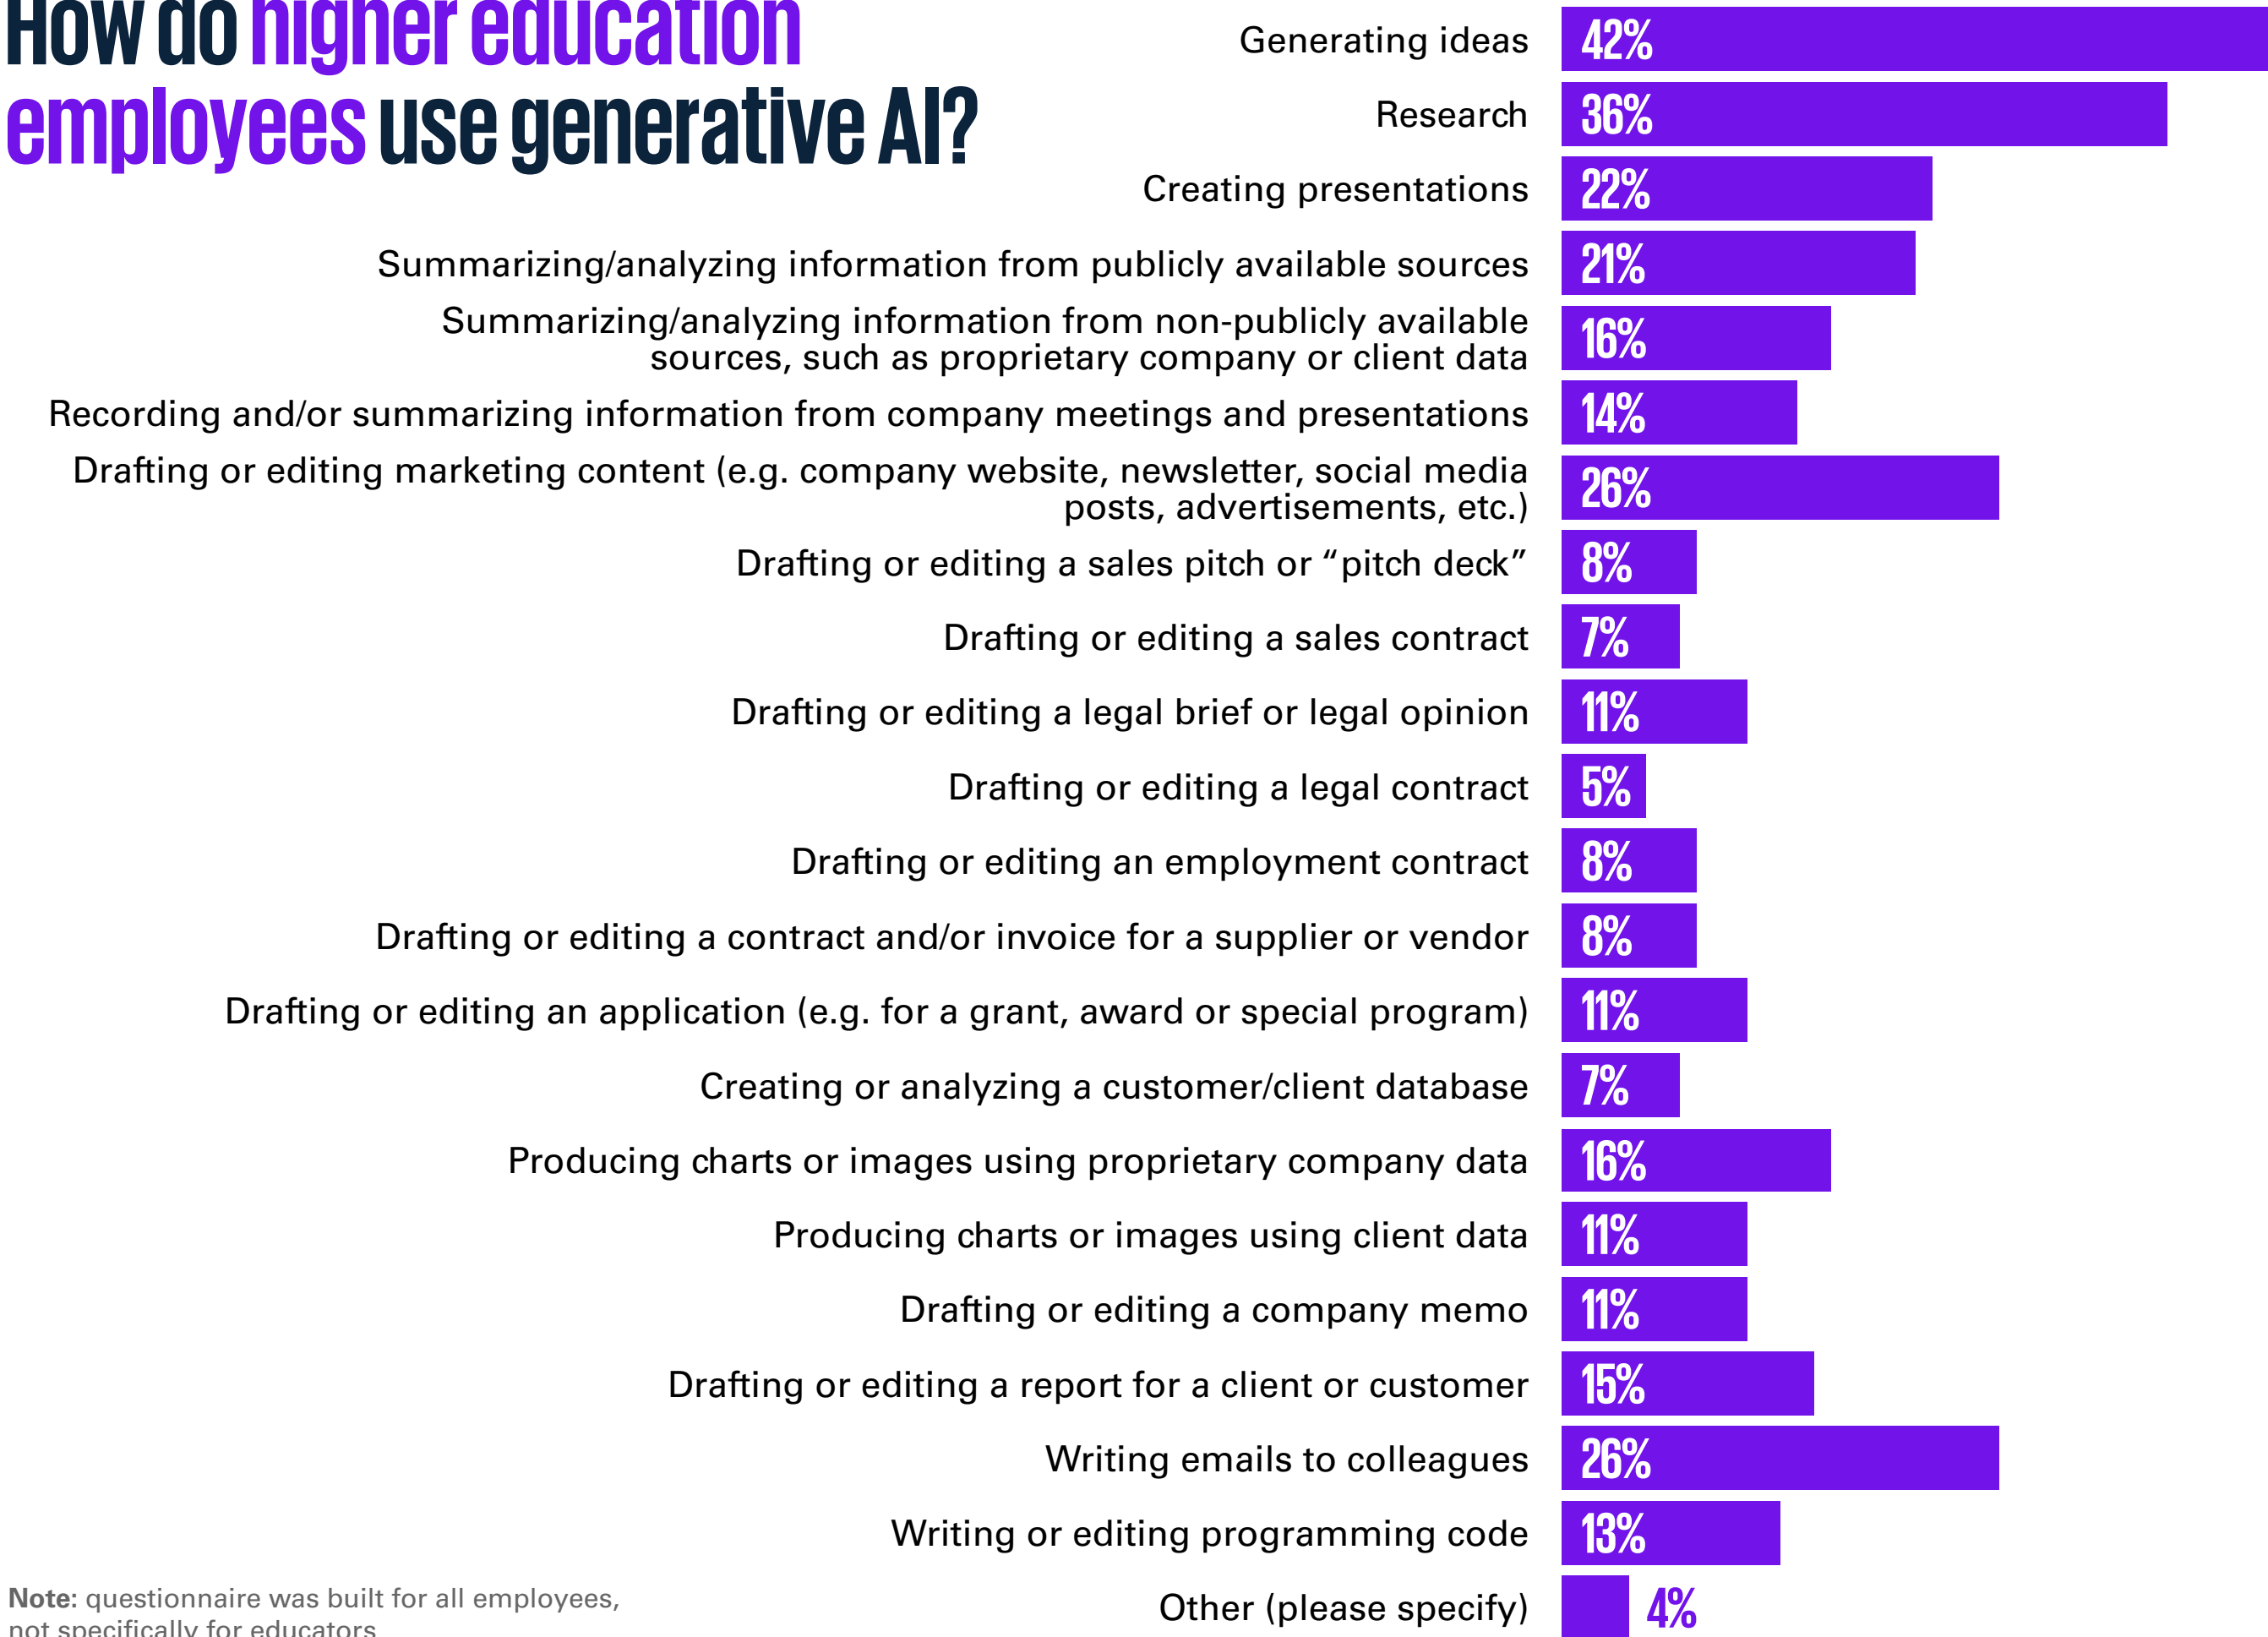 How do higher education
employees use generative AI?
Generating ideas 42%
Research 36%
Creating presentations 22%
Summarizing/analyzing information from publicly available sources 21%
Summarizing/analyzing information from non-publicly available
sources, such as proprietary company or client data 16%
Recording and/or summarizing information from company meetings and presentations 14%
Drafting or editing marketing content (e.g. company website, newsletter, social media
posts, advertisements, etc.) 26%
Drafting or editing a sales pitch or “pitch deck” 8%
Drafting or editing a sales contract 7%
Drafting or editing a legal brief or legal opinion 11%
Drafting or editing a legal contract 5%
Drafting or editing an employment contract 8%
Drafting or editing a contract and/or invoice for a supplier or vendor 8%
Drafting or editing an application (e.g. for a grant, award or special program) 11%
Creating or analyzing a customer/client database 7%
Producing charts or images using proprietary company data 16%
Producing charts or images using client data 11%
Drafting or editing a company memo 11%
Drafting or editing a report for a client or customer 15%
Writing emails to colleagues 26%
Writing or editing programming code 13%
Other (please specify) 4%
Note: questionnaire was built for all employees,
not specifically for educators